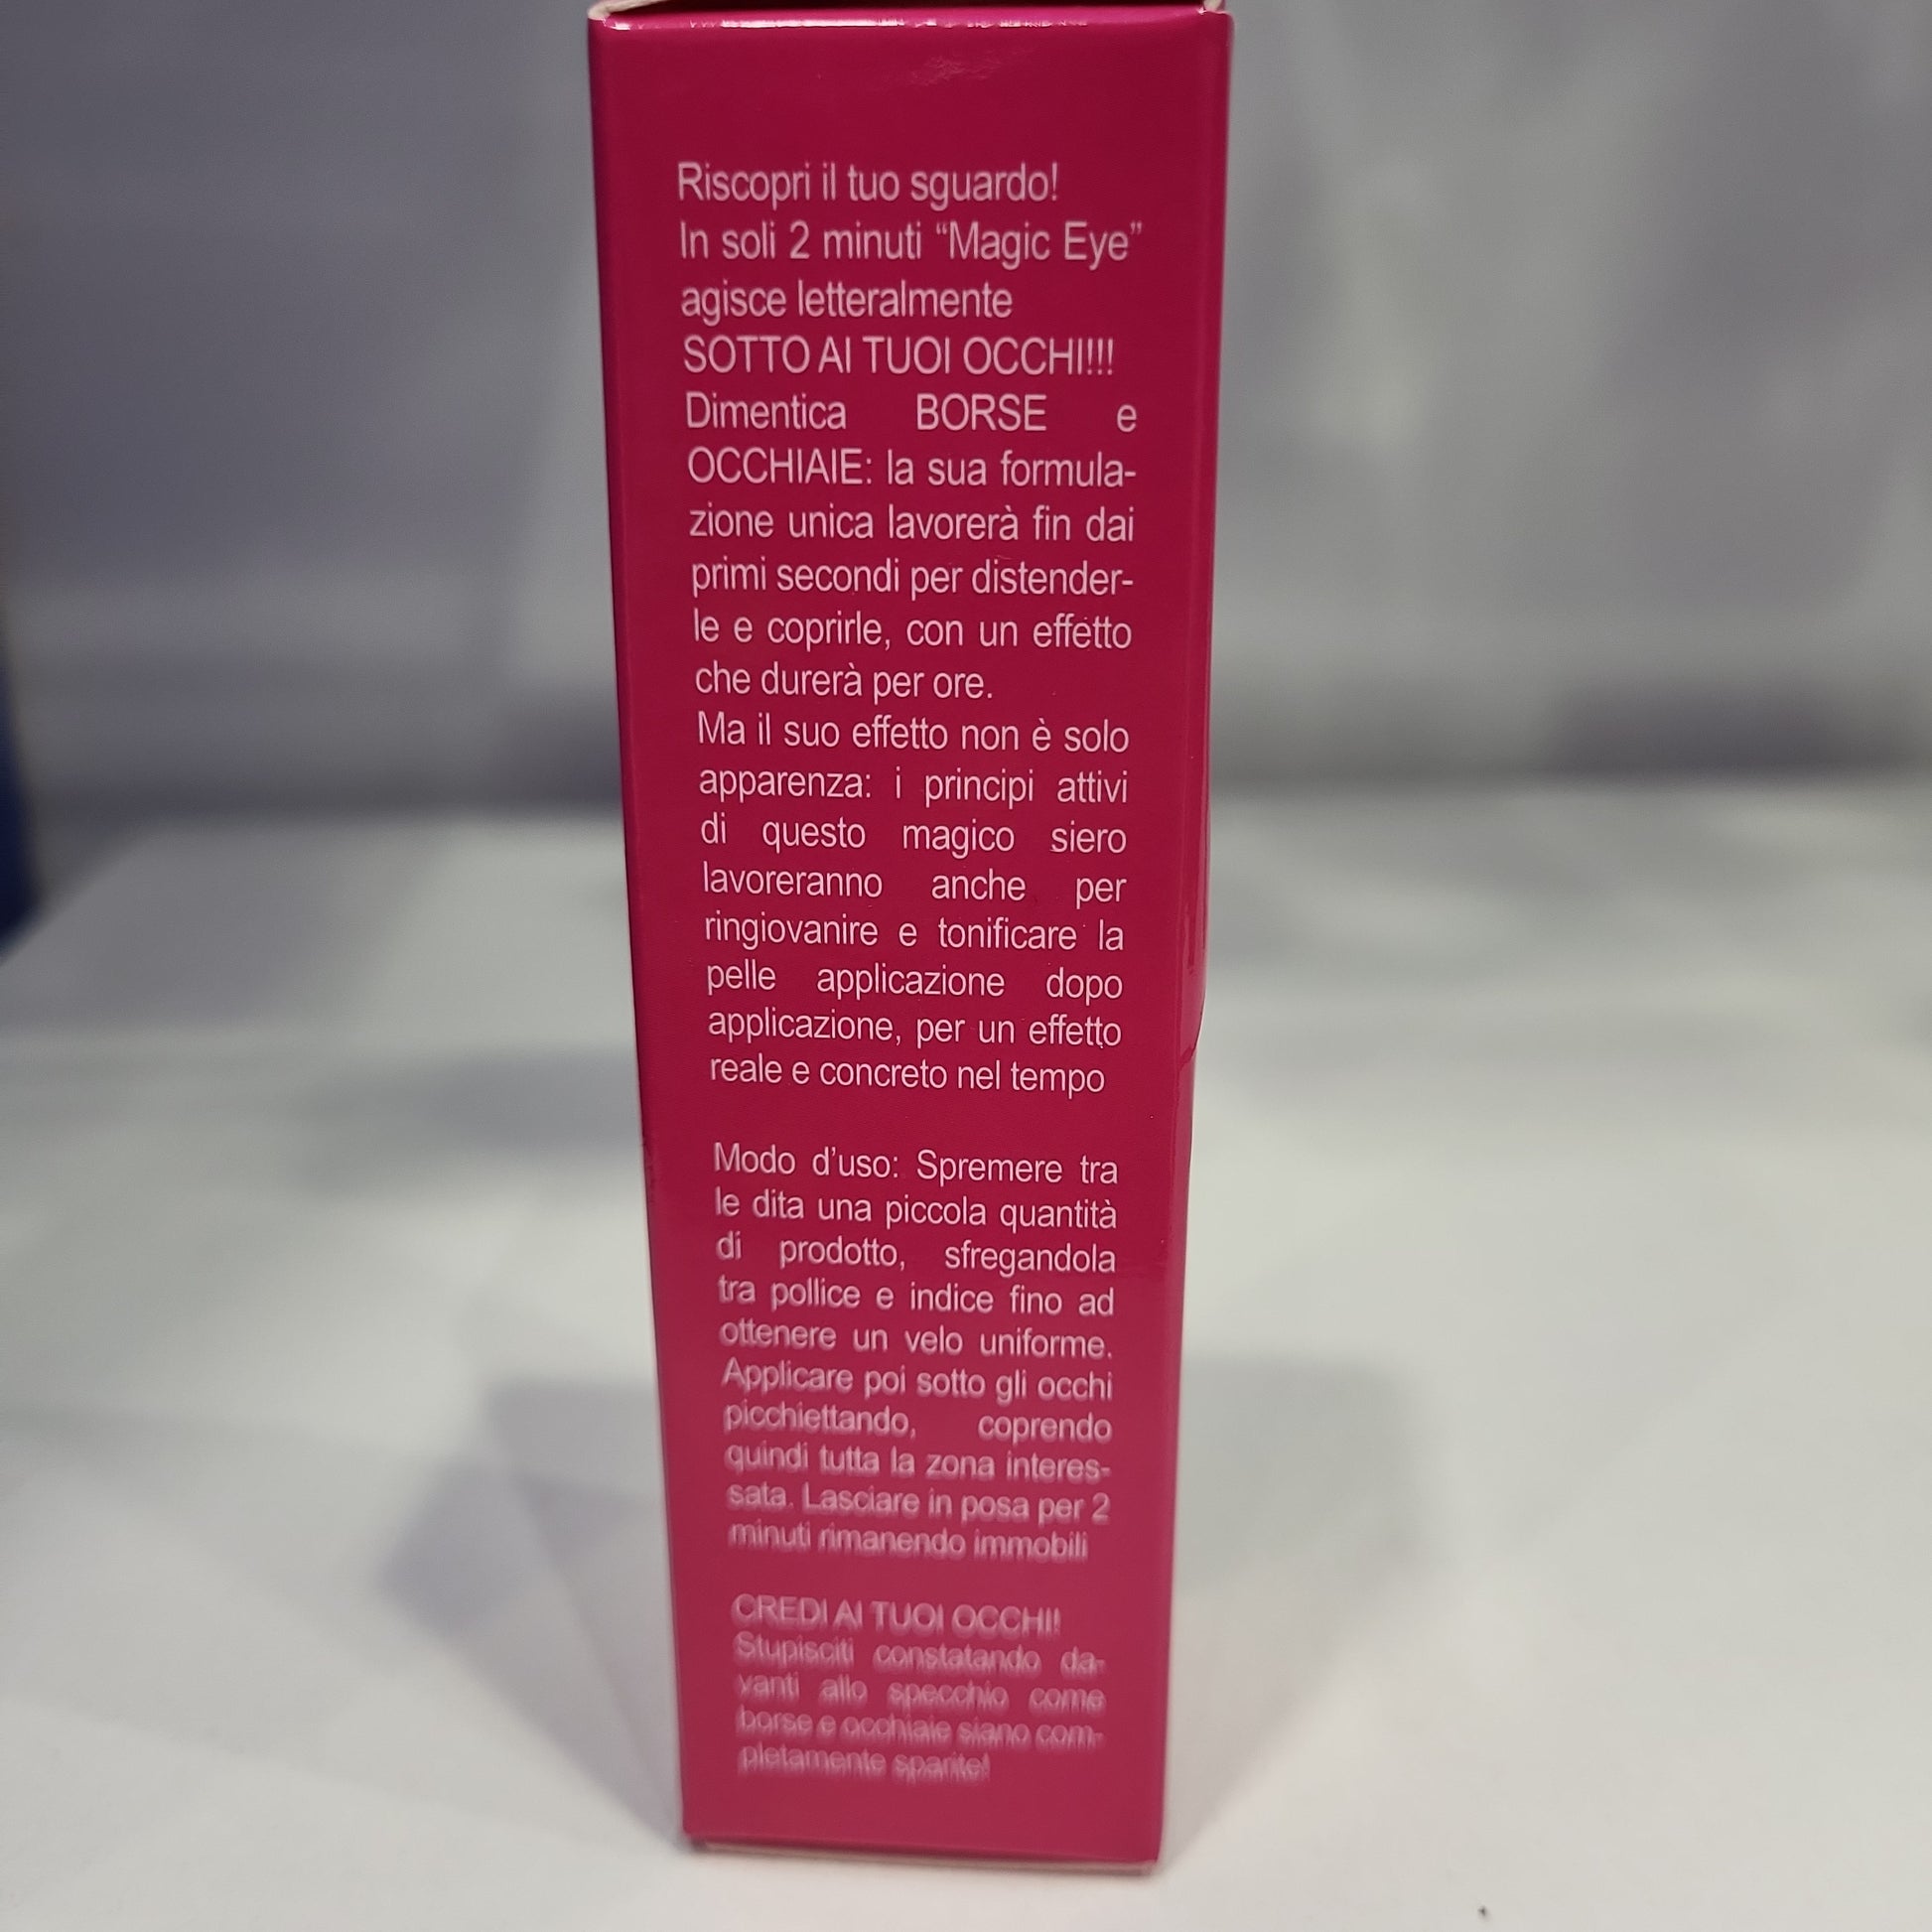 Riscopri il tuo sguardo!
In soli 2 minuti “Magic Eye”
agisce letteralmente
SOTTO AI TUOI OCCHI!!!
Dimentica BORSE e
OCCHIAIE: la sua formula-
zione unica lavorerà fin dai
primi secondi per distender-
le e coprirle, con un effetto
che durerà per ore.
Ma il suo effetto non è solo
apparenza: i principi attivi
di questo magico siero
lavoreranno anche per
ringiovanire e tonificare la
pelle applicazione dopo
applicazione, per un effetto
reale e concreto nel tempo
Modo d’uso: Spremere tra
le dita una piccola quantità
di prodotto, sfregandola
tra pollice e indice fino ad
ottenere un velo uniforme.
Applicare poi sotto gli occhi
picchiettando, coprendo
quindi tutta la zona interes-
sata. Lasciare in posa per 2
minuti rimanendo immobili
CREDI AI TUOI OCCHI!
Stupisciti constatando da-
vanti allo specchio come
borse e occhiaie siano com-
pletamente sparite!